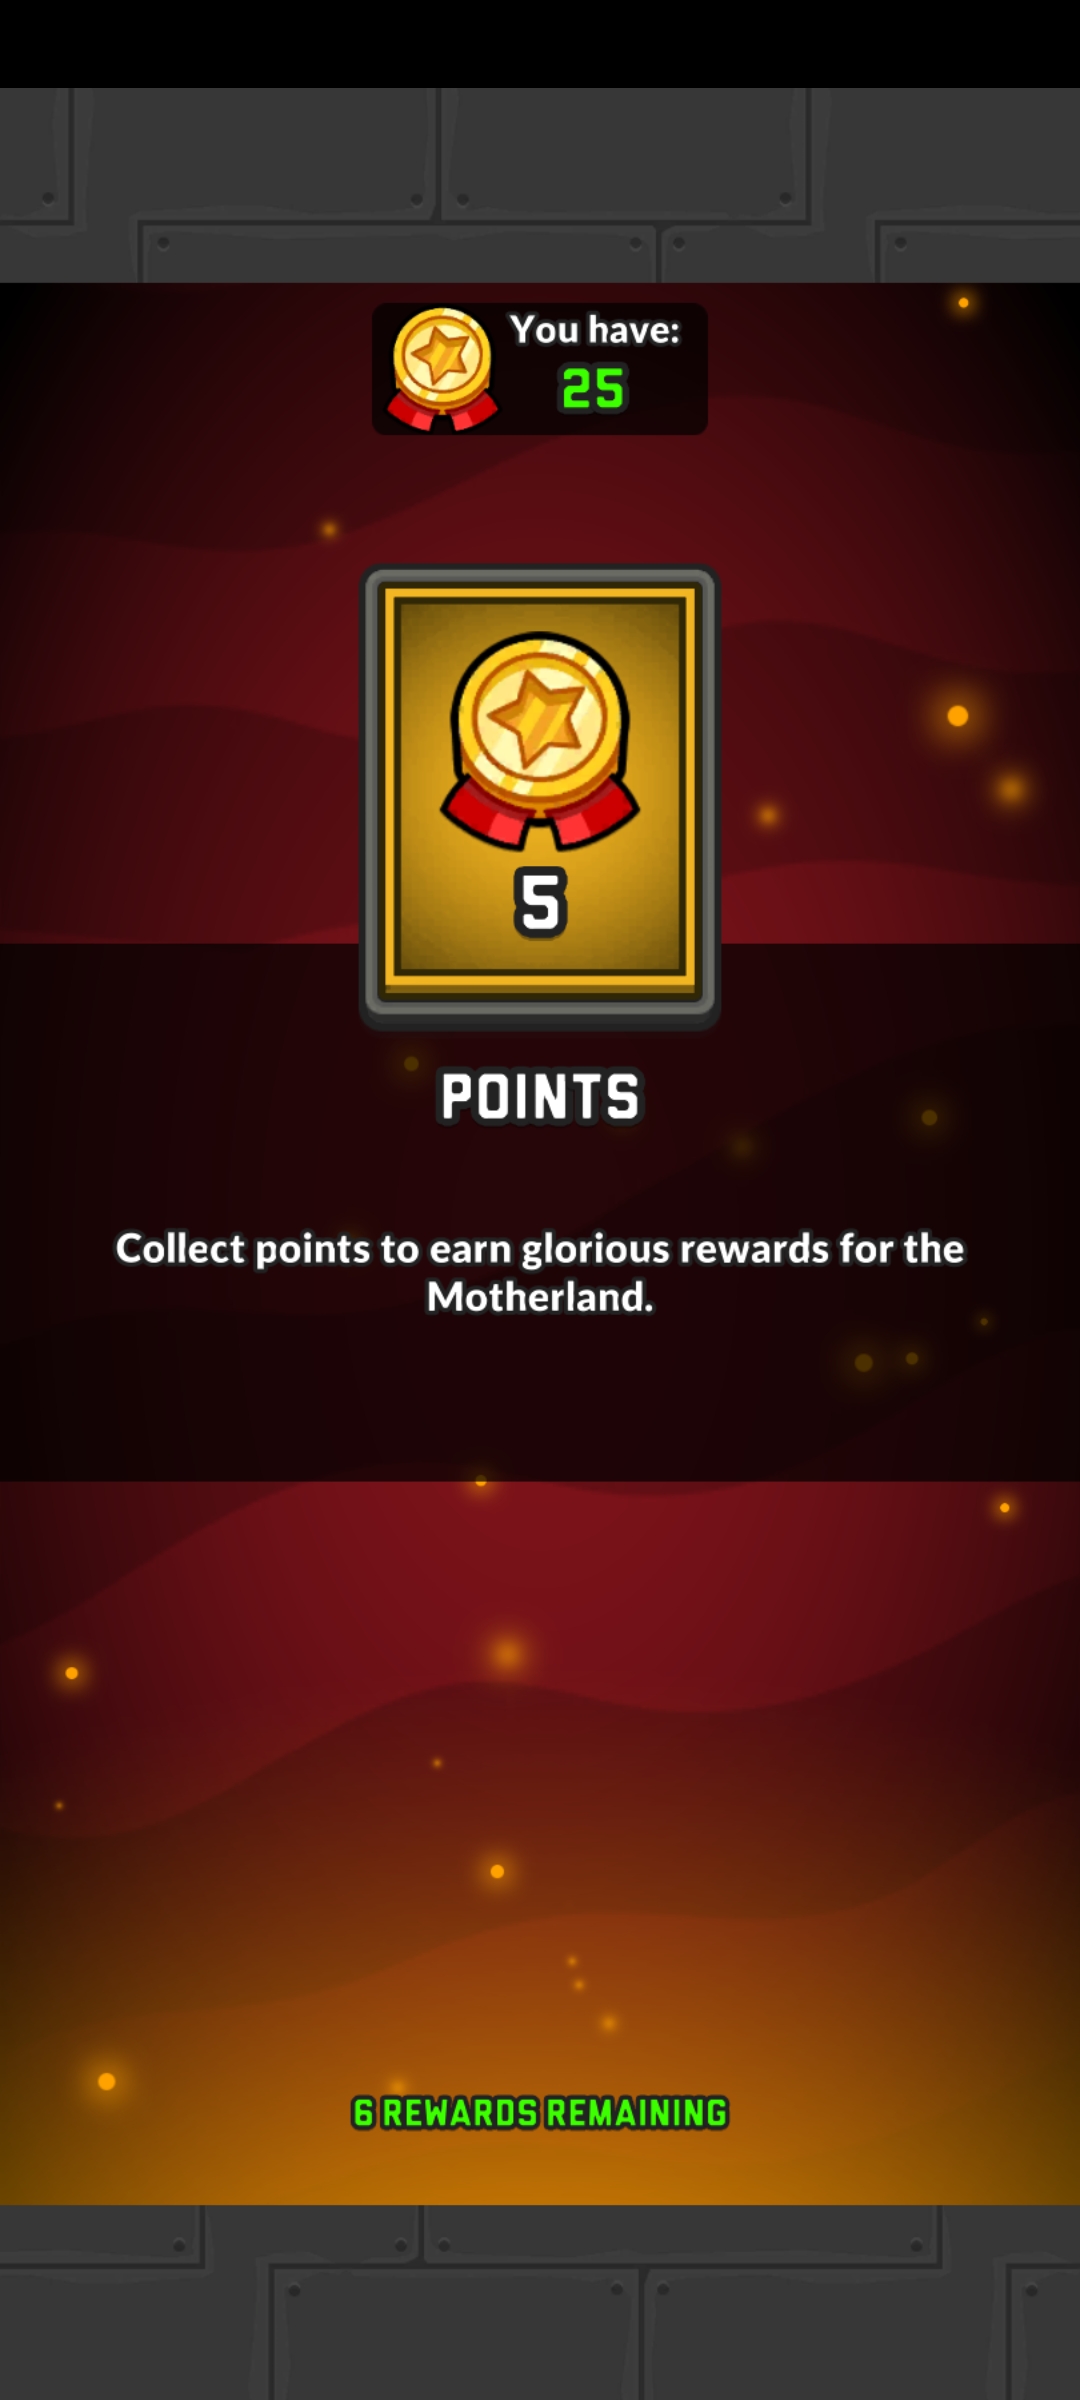 You have:
25
5
POINTS
Collect points to earn glorious rewards for the
Motherland.
6 REWARDS REMAINING